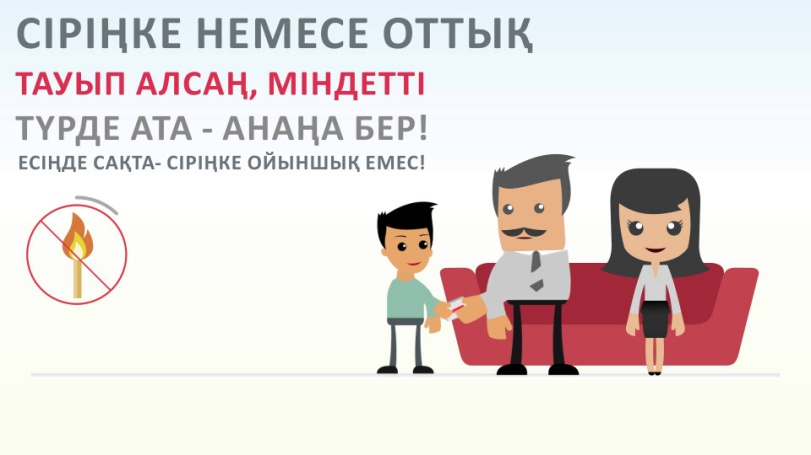 СІРІҢКЕ НЕМЕСЕ ОТТЫҚ
ТАУЫП АЛСАҢ, МІНДЕТТІ
ТҮРДЕ АТА - АНАҢА БЕР!
ЕСІҢДЕ САҚТА- СІРІҢКЕ ОЙЫНШЫҚ ЕМЕС!